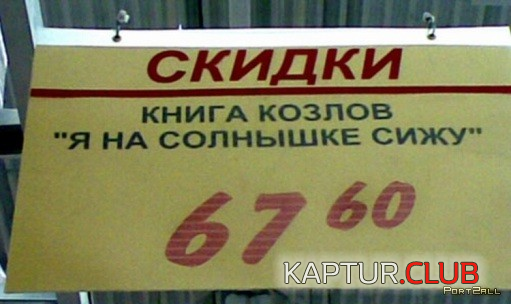 СКИДКИ
КНИГА КОЗЛОВ
"Я НА СОЛНЫШКЕ СИЖУ"
67 60
KAPTUR.CLUB
Port2all